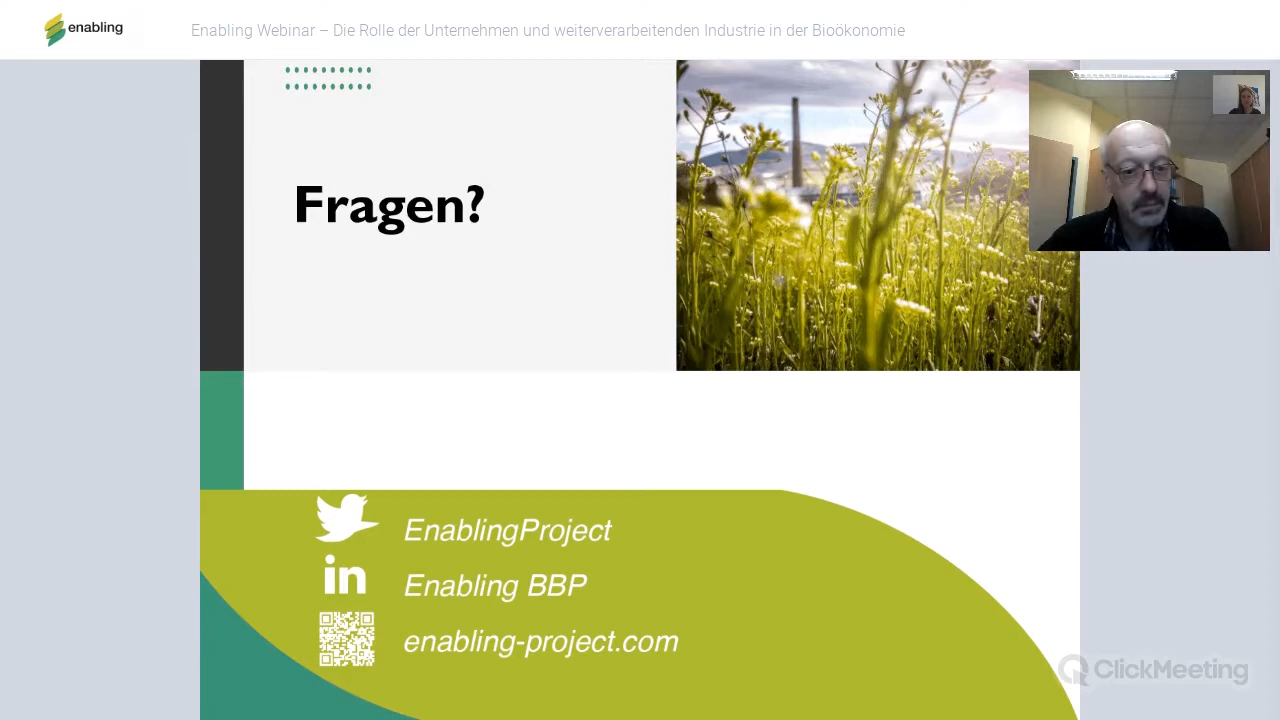 enabling
Enabling Webinar – Die Rolle der Unternehmen und weiterverarbeitenden Industrie in der Bioökonomie
Fragen?
EnablingProject
in
Enabling BBP
enabling-project.com
ClickMeeting